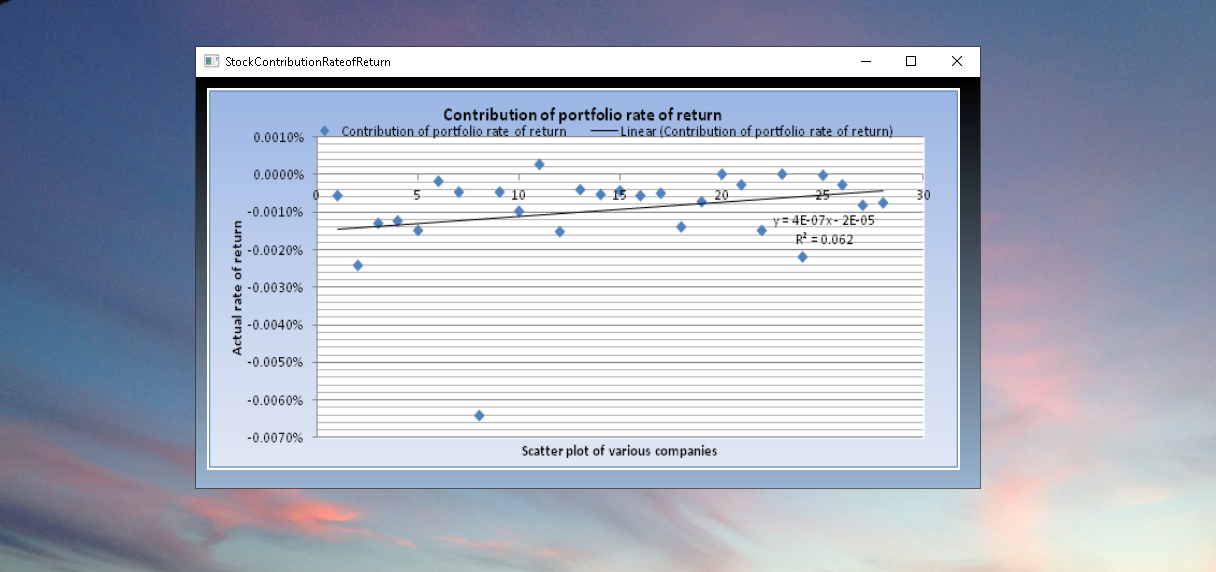 StockContributionRateofReturn
Contribution of portfolio rate of return
Contribution of portfolio rate of return Linear (Contribution of portfolio rate of return)
0.0010%
0.0000%
0 5 10 15 20 25 30
-0.0010%
y = 4E-07x - 2E-05
R² = 0.062
-0.0020%
-0.0030%
-0.0040%
-0.0050%
-0.0060%
-0.0070%
Actual rate of return
Scatter plot of various companies